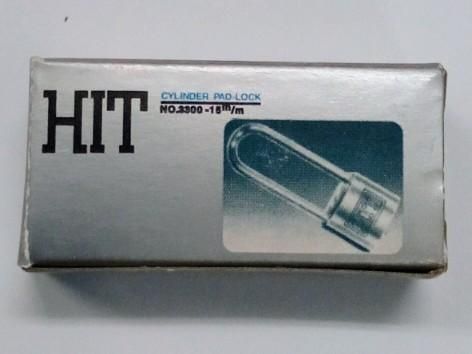 HIT
CYLINDER PAD-LOCK
NO.3300-15m/m